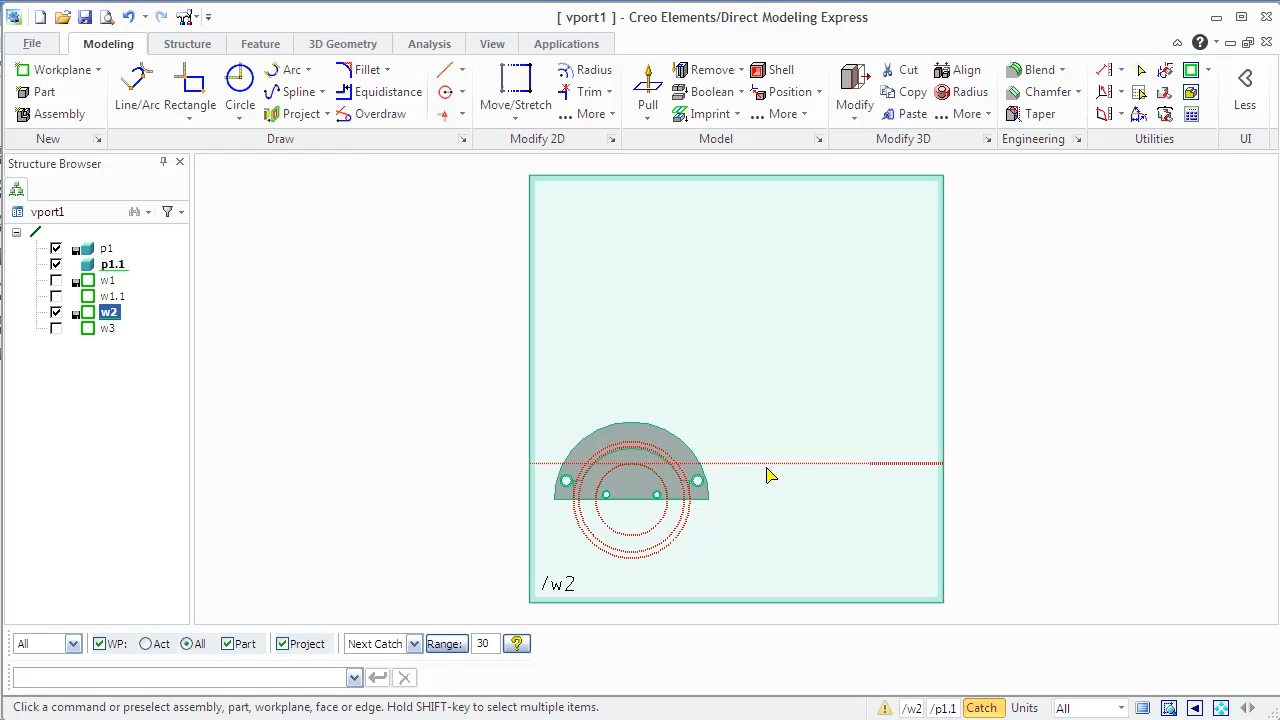 [ vport1 ] - Creo Elements/Direct Modeling Express
File Modeling Structure Feature 3D Geometry Analysis View Applications
Workplane Part Assembly New
Line/Arc Rectangle Circle Arc Spline Project Fillet Equidistance Overdraw Draw
Move/Stretch Radius Trim More Modify 2D
Pull Remove Boolean Imprint Shell Position More Model
Modify Cut Copy Paste Align Radius More Modify 3D
Blend Chamfer Taper Engineering
Utilities
Less UI
Structure Browser
vport1
p1
p1.1
w1
w1.1
w2
w3
/w2
All WP: Act All Part Project Next Catch Range: 30
Click a command or preselect assembly, part, workplane, face or edge. Hold SHIFT-key to select multiple items.
/w2 /p1.1 Catch Units All